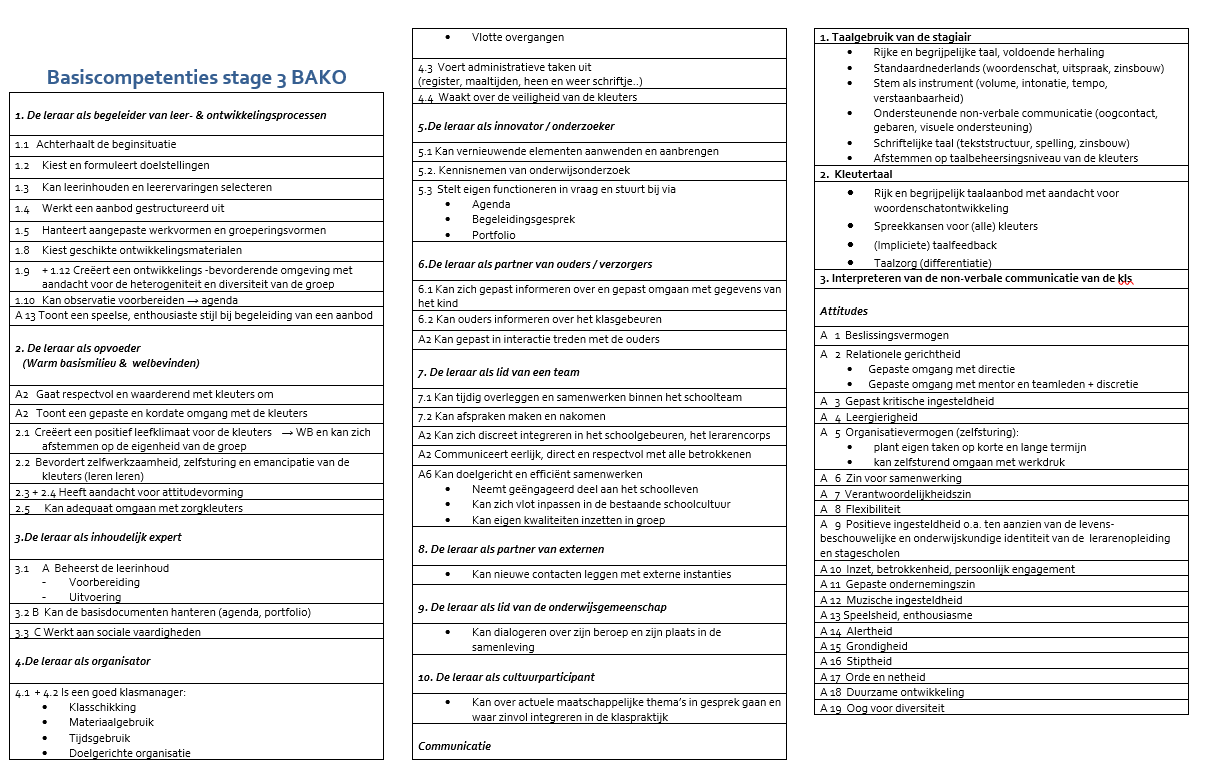 Basiscompetenties stage 3 BAKO
1. De leraar als begeleider van leer- & ontwikkelingsprocessen
1.1 Achterhaalt de beginsituatie
1.2 Kiest en formuleert doelstellingen
1.3 Kan leerinhouden en leerervaringen selecteren
1.4 Werkt een aanbod gestructureerd uit
1.5 Hanteert aangepaste werkvormen en groeperingsvormen
1.8 Kiest geschikte ontwikkelingsmaterialen
1.9 + 1.12 Creëert een ontwikkelings -bevorderende omgeving met
aandacht voor de heterogeniteit en diversiteit van de groep
1.10 Kan observatie voorbereiden → agenda
A 13 Toont een speelse, enthousiaste stijl bij begeleiding van een aanbod
2. De leraar als opvoeder
(Warm basismilieu & welbevinden)
A2 Gaat respectvol en waarderend met kleuters om
A2 Toont een gepaste en kordate omgang met de kleuters
2.1 Creëert een positief leefklimaat voor de kleuters → WB en kan zich
afstemmen op de eigenheid van de groep
2.2 Bevordert zelfwerkzaamheid, zelfsturing en emancipatie van de
kleuters (leren leren)
2.3 + 2.4 Heeft aandacht voor attitudevorming
2.5 Kan adequaat omgaan met zorgkleuters
3.De leraar als inhoudelijk expert
3.1 A Beheerst de leerinhoud
- Voorbereiding
- Uitvoering
3.2 B Kan de basisdocumenten hanteren (agenda, portfolio)
3.3 C Werkt aan sociale vaardigheden
4.De leraar als organisator
4.1 + 4.2 Is een goed klasmanager:
• Klasschikking
• Materiaalgebruik
• Tijdsgebruik
• Doelgerichte organisatie
• Vlotte overgangen
4.3 Voert administratieve taken uit
(register, maaltijden, heen en weer schriftje..)
4.4 Waakt over de veiligheid van de kleuters
5.De leraar als innovator / onderzoeker
5.1 Kan vernieuwende elementen aanwenden en aanbrengen
5.2. Kennisnemen van onderwijsonderzoek
5.3 Stelt eigen functioneren in vraag en stuurt bij via
• Agenda
• Begeleidingsgesprek
• Portfolio
6.De leraar als partner van ouders / verzorgers
6.1 Kan zich gepast informeren over en gepast omgaan met gegevens van
het kind
6.2 Kan ouders informeren over het klasgebeuren
A2 Kan gepast in interactie treden met de ouders
7. De leraar als lid van een team
7.1 Kan tijdig overleggen en samenwerken binnen het schoolteam
7.2 Kan afspraken maken en nakomen
A2 Kan zich discreet integreren in het schoolgebeuren, het lerarencorps
A2 Communiceert eerlijk, direct en respectvol met alle betrokkenen
A6 Kan doelgericht en efficiënt samenwerken
• Neemt geëngageerd deel aan het schoolleven
• Kan zich vlot inpassen in de bestaande schoolcultuur
• Kan eigen kwaliteiten inzetten in groep
8. De leraar als partner van externen
• Kan nieuwe contacten leggen met externe instanties
9. De leraar als lid van de onderwijsgemeenschap
• Kan dialogeren over zijn beroep en zijn plaats in de
samenleving
10. De leraar als cultuurparticipant
• Kan over actuele maatschappelijke thema's in gesprek gaan en
waar zinvol integreren in de klaspraktijk
Communicatie
1. Taalgebruik van de stagiair
• Rijke en begrijpelijke taal, voldoende herhaling
• Standaardnederlands (woordenschat, uitspraak, zinsbouw)
• Stem als instrument (volume, intonatie, tempo,
verstaanbaarheid)
• Ondersteunende non-verbale communicatie (oogcontact,
gebaren, visuele ondersteuning)
• Schriftelijke taal (tekststructuur, spelling, zinsbouw)
• Afstemmen op taalbeheersingsniveau van de kleuters
2. Kleutertaal
• Rijk en begrijpelijk taalaanbod met aandacht voor
woordenschatontwikkeling
• Spreekkansen voor (alle) kleuters
• (Impliciete) taalfeedback
• Taalzorg (differentiatie)
3. Interpreteren van de non-verbale communicatie van de kls
Attitudes
A 1 Beslissingsvermogen
A 2 Relationele gerichtheid
• Gepaste omgang met directie
• Gepaste omgang met mentor en teamleden + discretie
A 3 Gepast kritische ingesteldheid
A 4 Leergierigheid
A 5 Organisatievermogen (zelfsturing):
• plant eigen taken op korte en lange termijn
• kan zelfsturend omgaan met werkdruk
A 6 Zin voor samenwerking
A 7 Verantwoordelijkheidszin
A 8 Flexibiliteit
A 9 Positieve ingesteldheid o.a. ten aanzien van de levens-
beschouwelijke en onderwijskundige identiteit van de lerarenopleiding
en stagescholen
A 10 Inzet, betrokkenheid, persoonlijk engagement
A 11 Gepaste ondernemingszin
A 12 Muzische ingesteldheid
A 13 Speelsheid, enthousiasme
A 14 Alertheid
A 15 Grondigheid
A 16 Stiptheid
A 17 Orde en netheid
A 18 Duurzame ontwikkeling
A 19 Oog voor diversiteit